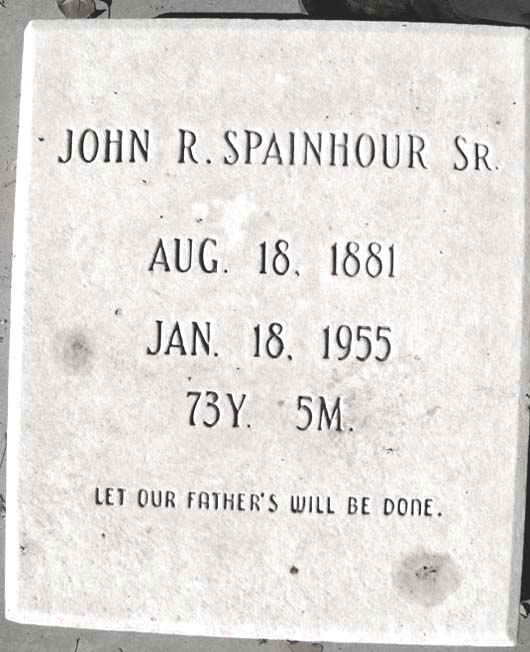 JOHN R. SPAINHOUR SR.
AUG. 18, 1881
JAN. 18, 1955
73Y. 5M.
LET OUR FATHER'S WILL BE DONE.